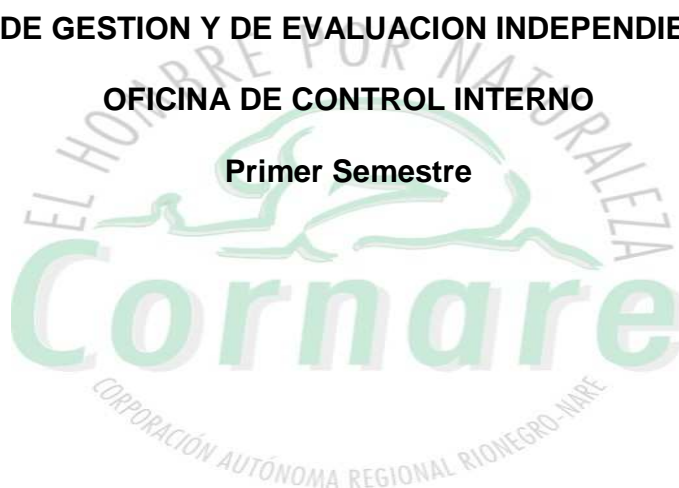 DE GESTION Y DE EVALUACION INDEPENDIE
OFICINA DE CONTROL INTERNO
Primer Semestre
EL HOMBRE POR NATURALEZA
Cornare
CORPORACIÓN AUTÓNOMA REGIONAL RIONEGRO-NARE